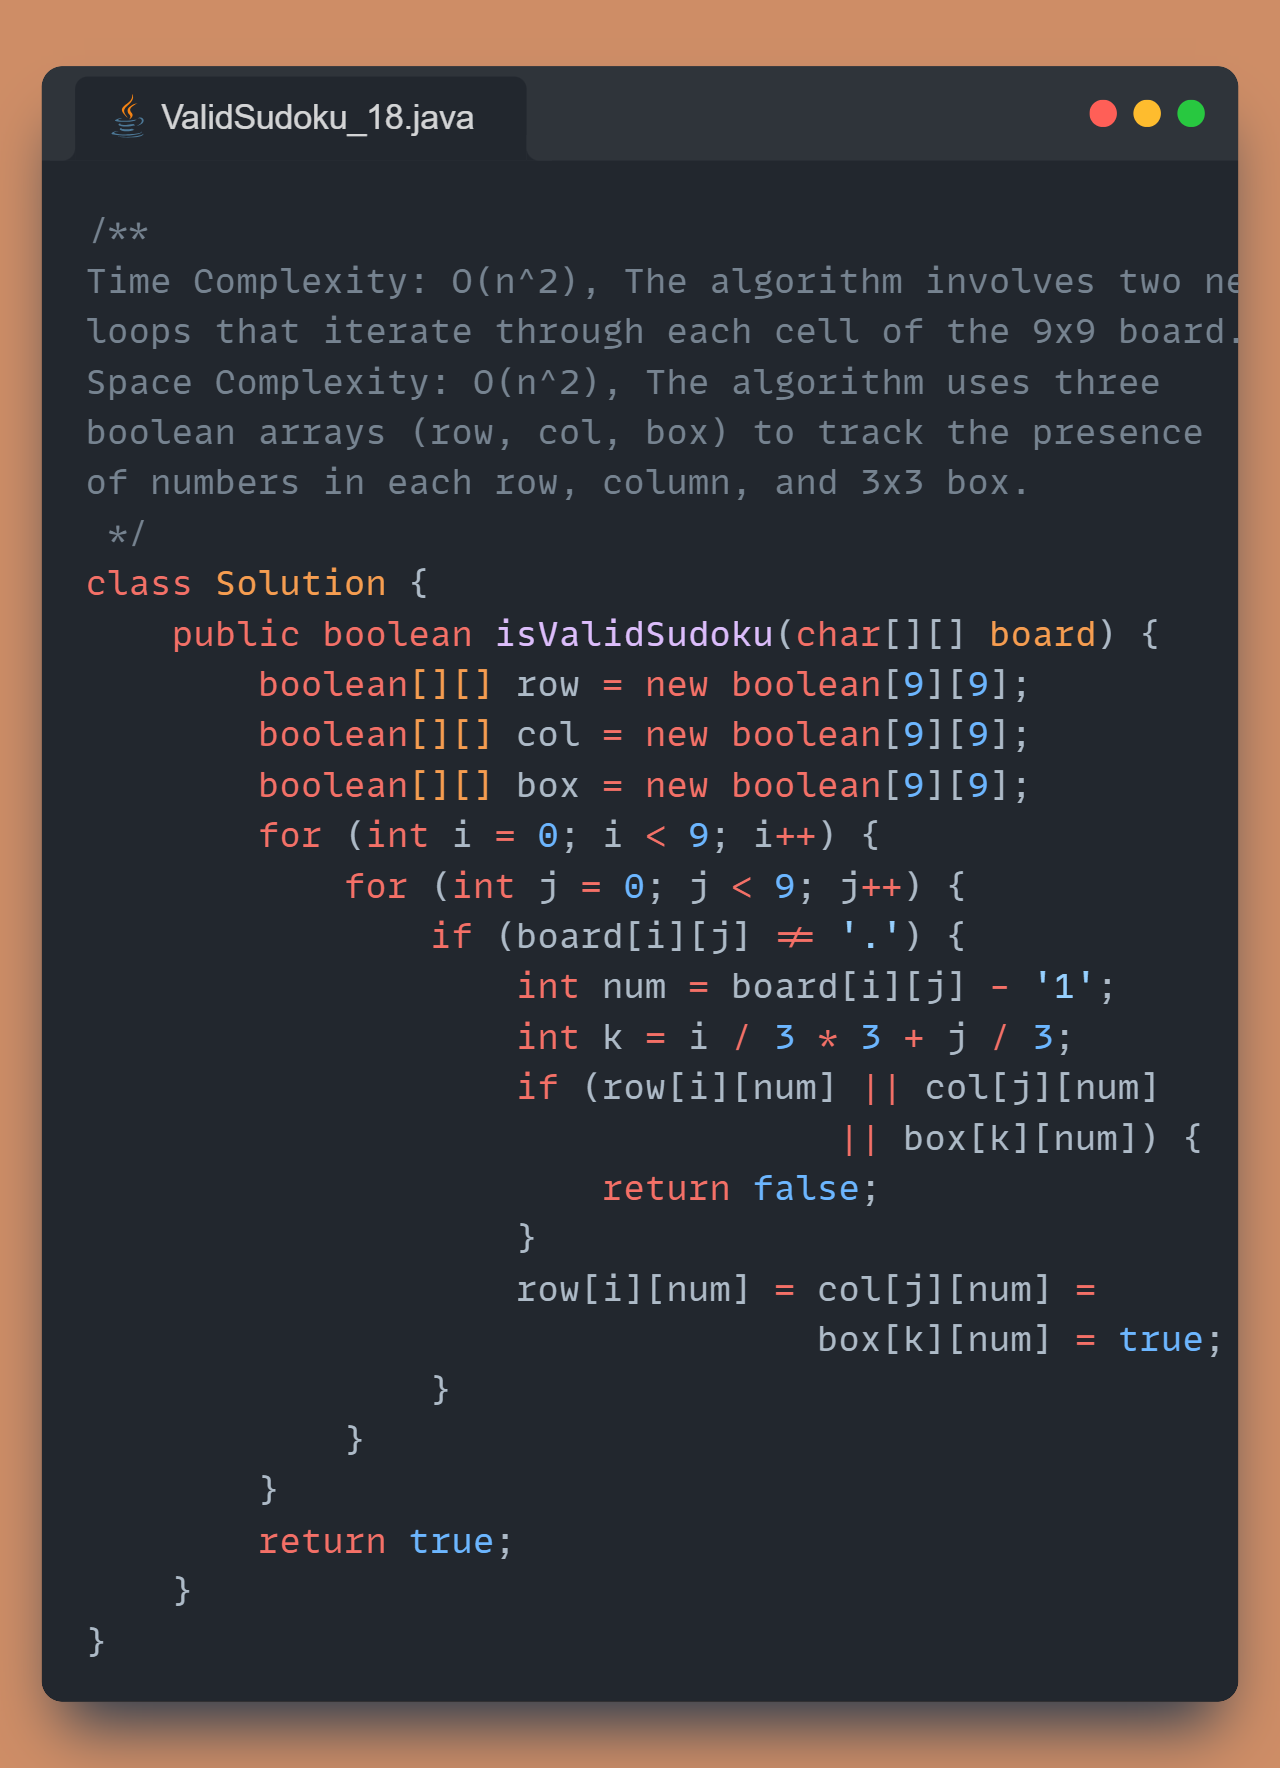 ValidSudoku_18.java
/**
Time Complexity: O(n^2), The algorithm involves two
loops that iterate through each cell of the 9x9 board.
Space Complexity: O(n^2), The algorithm uses three
boolean arrays (row, col, box) to track the presence
of numbers in each row, column, and 3x3 box.
 */
class Solution {
    public boolean isValidSudoku(char[][] board) {
        boolean[][] row = new boolean[9][9];
        boolean[][] col = new boolean[9][9];
        boolean[][] box = new boolean[9][9];
        for (int i = 0; i < 9; i++) {
            for (int j = 0; j < 9; j++) {
                if (board[i][j] != '.') {
                    int num = board[i][j] - '1';
                    int k = i / 3 * 3 + j / 3;
                    if (row[i][num] || col[j][num]
                                   || box[k][num]) {
                        return false;
                    }
                    row[i][num] = col[j][num] =
                                  box[k][num] = true;
                }
            }
        }
        return true;
    }
}